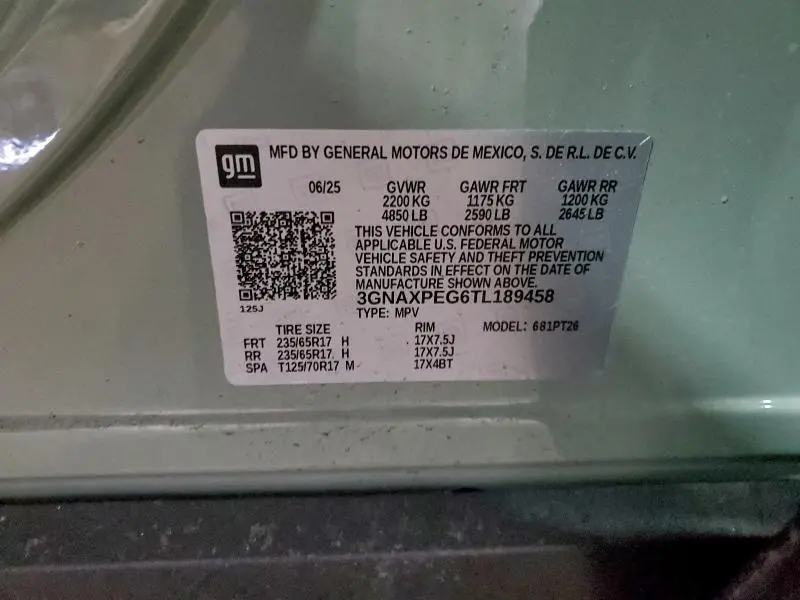 gm MFD BY GENERAL MOTORS DE MEXICO, S. DE R.L. DE C.V.
06/25 GVWR GAWR FRT GAWR RR
2200 KG 1175 KG 1200 KG
4850 LB 2590 LB 2645 LB
THIS VEHICLE CONFORMS TO ALL
APPLICABLE U.S. FEDERAL MOTOR
VEHICLE SAFETY AND THEFT PREVENTION
STANDARDS IN EFFECT ON THE DATE OF
MANUFACTURE SHOWN ABOVE.
3GNAXPEG6TL189458
125J
TYPE: MPV MODEL: 681PT26
TIRE SIZE RIM
FRT 235/65R17 H 17X7.5J
RR 235/65R17 H 17X7.5J
SPA T125/70R17 M 17X4BT